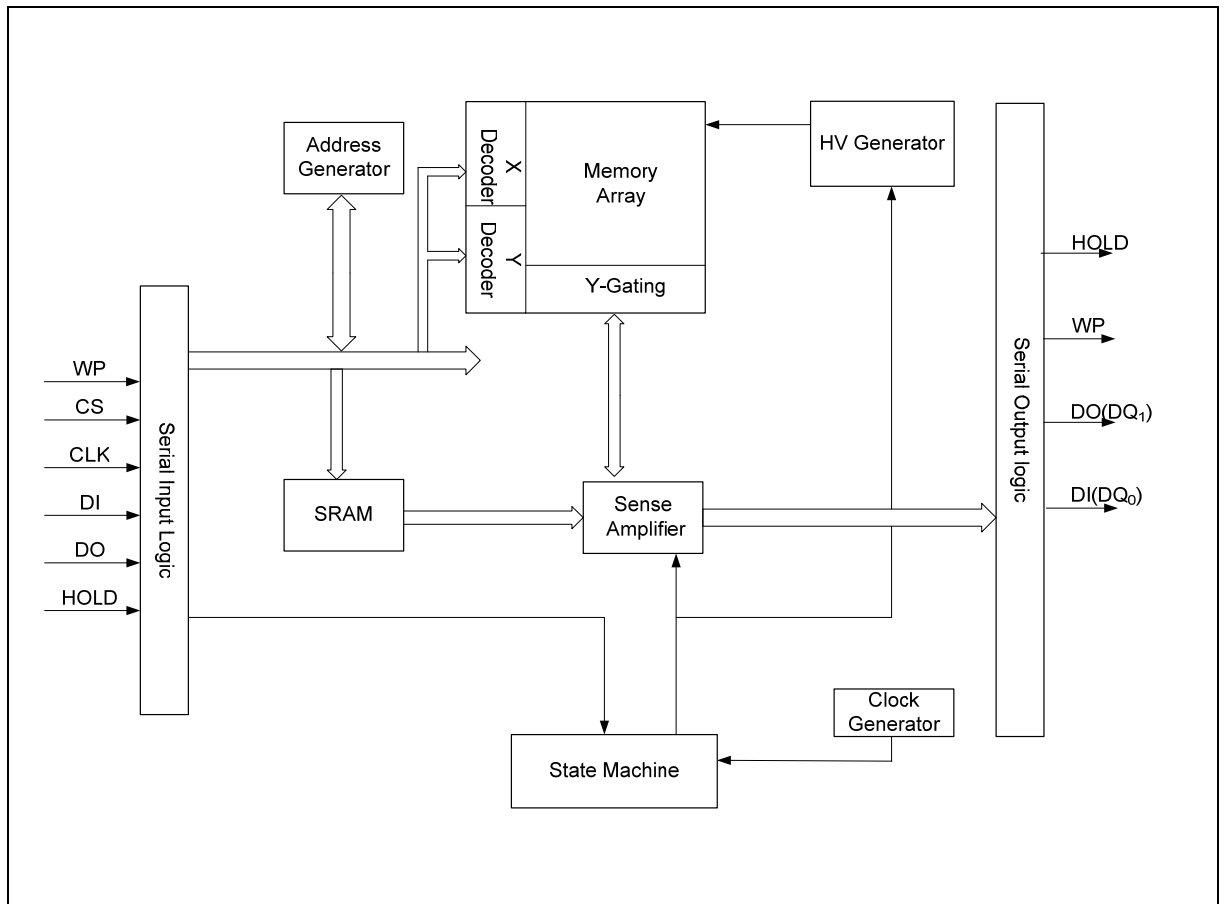 Address
Generator
X
Decoder
Y
Decoder
Memory
Array
Y-Gating
HV Generator
WP
CS
CLK
DI
DO
HOLD
Serial Input Logic
SRAM
Sense
Amplifier
State Machine
Clock
Generator
Serial Output logic
HOLD
WP
DO(DQ₁)
DI(DQ₀)